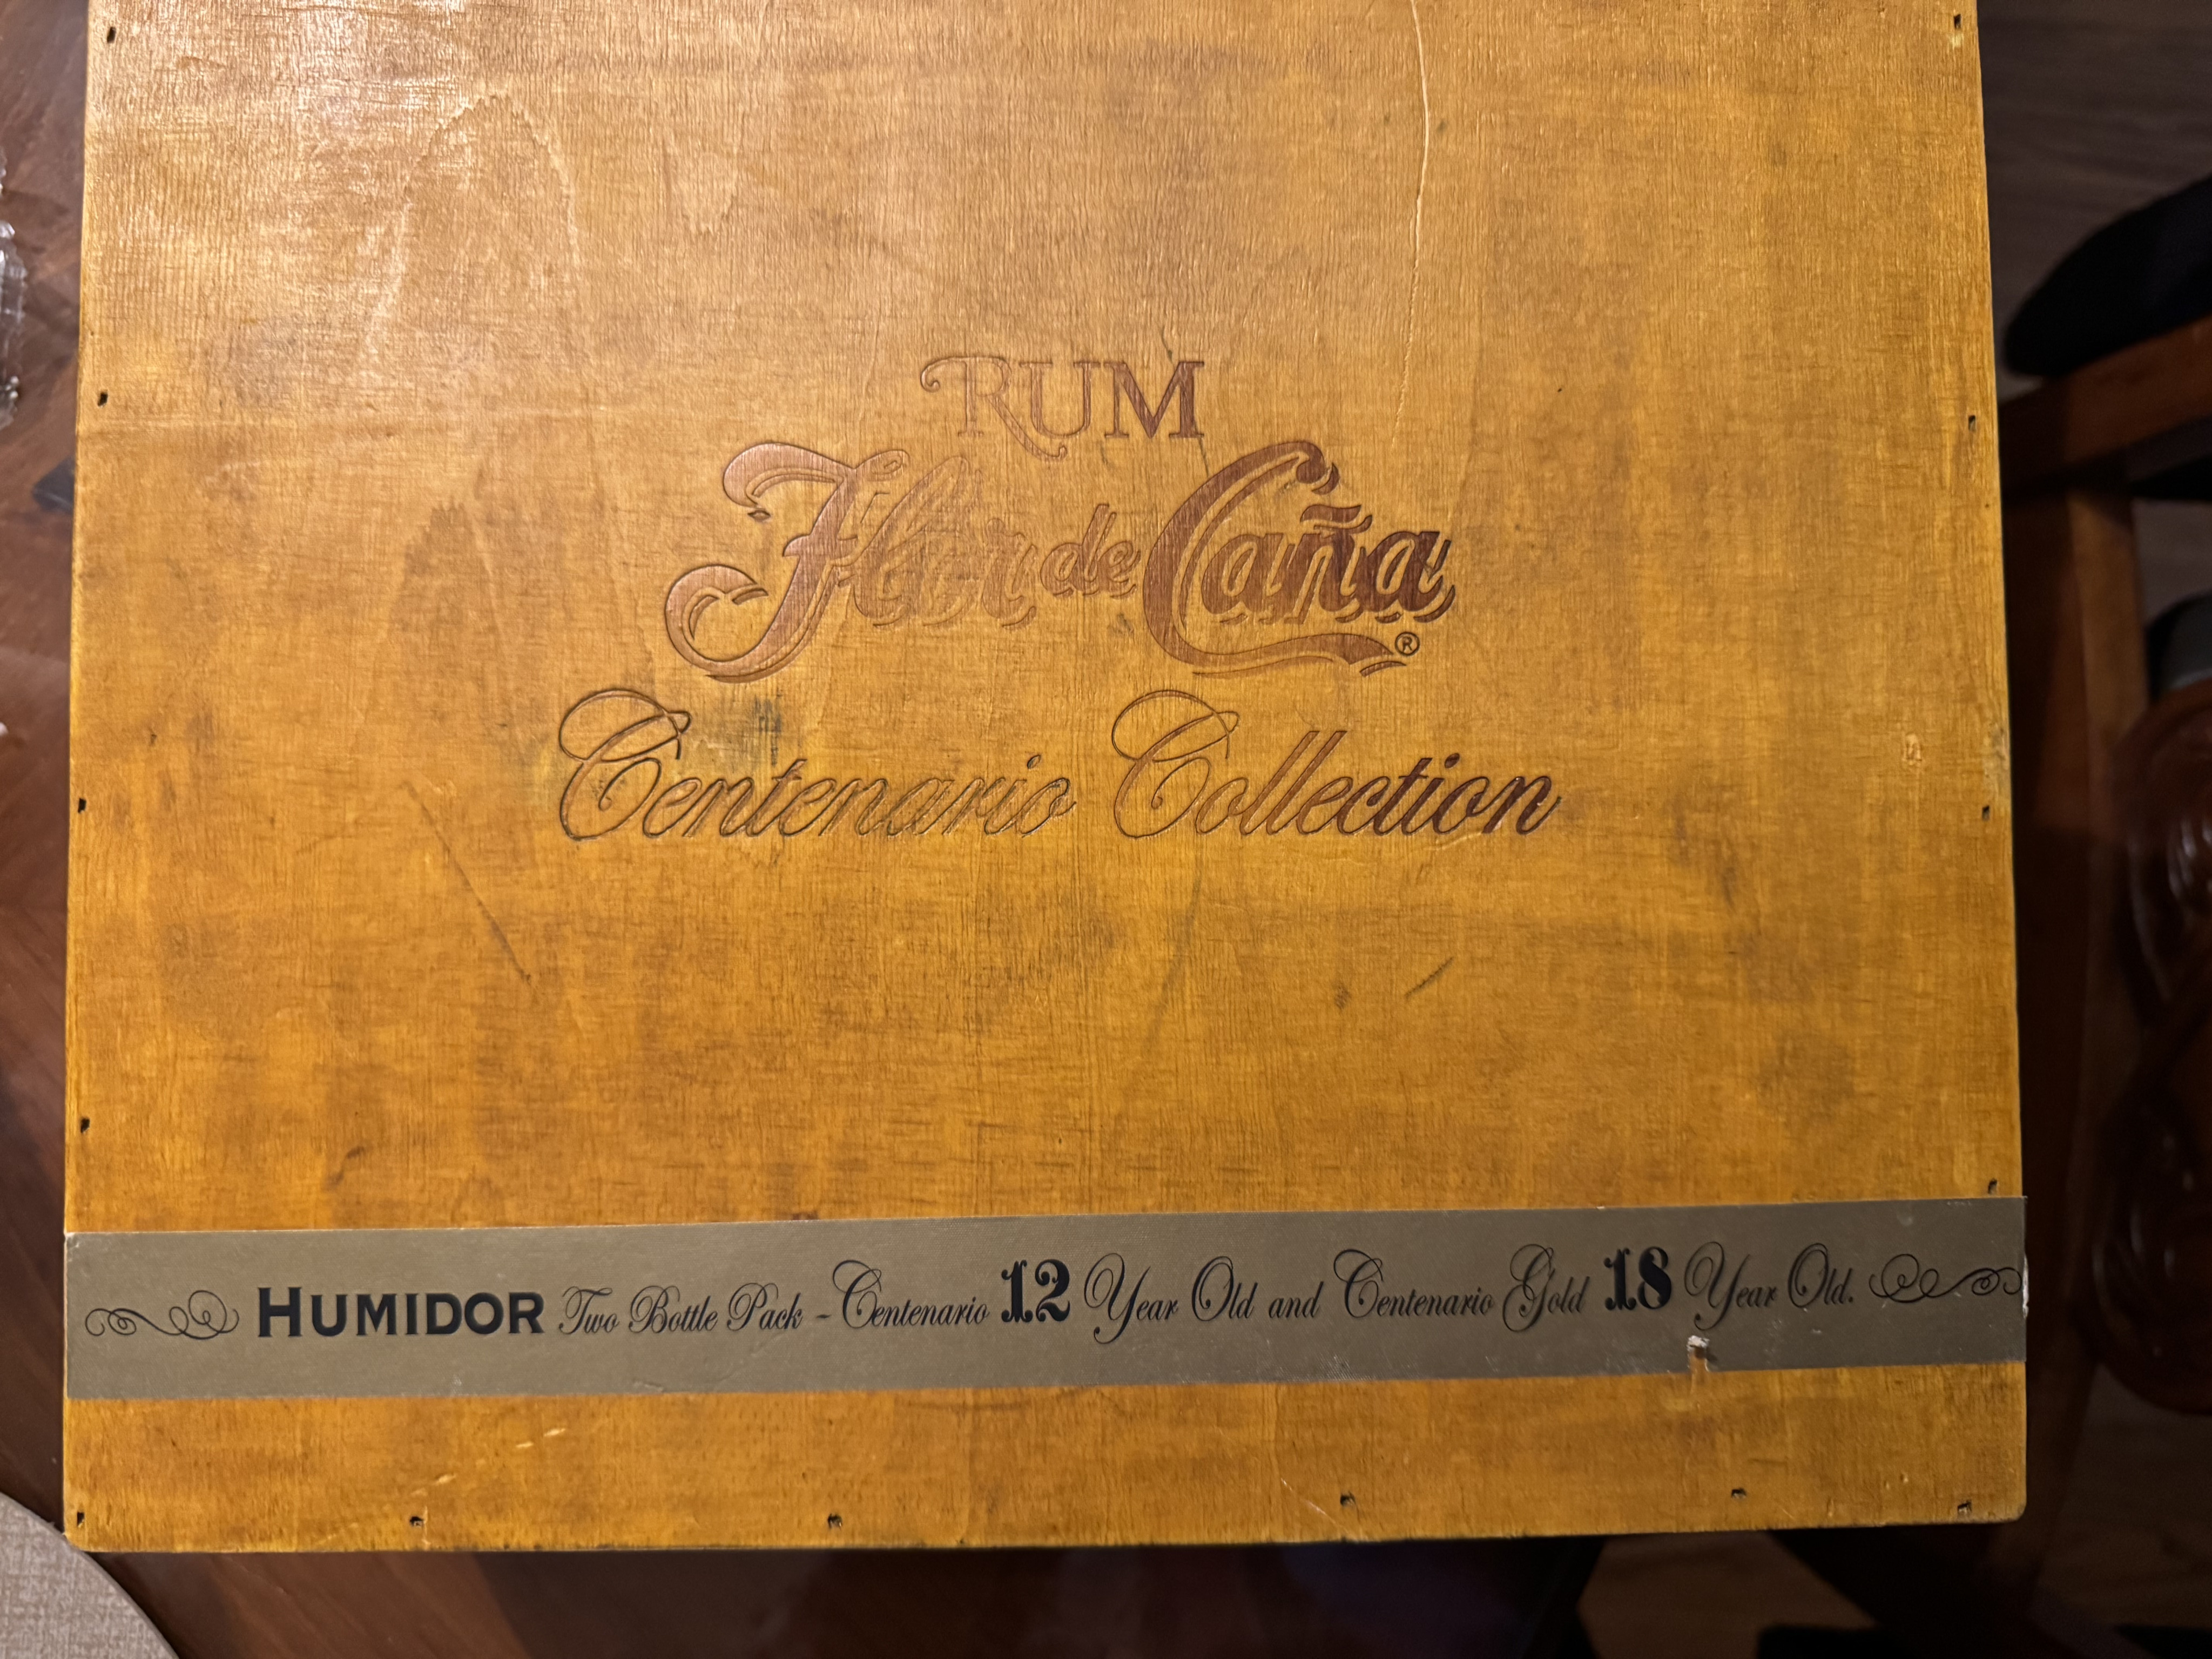 RUM
Flor de Caña®
Centenario Collection
HUMIDOR Two Bottle Pack - Centenario 12 Year Old and Centenario Gold 18 Year Old.